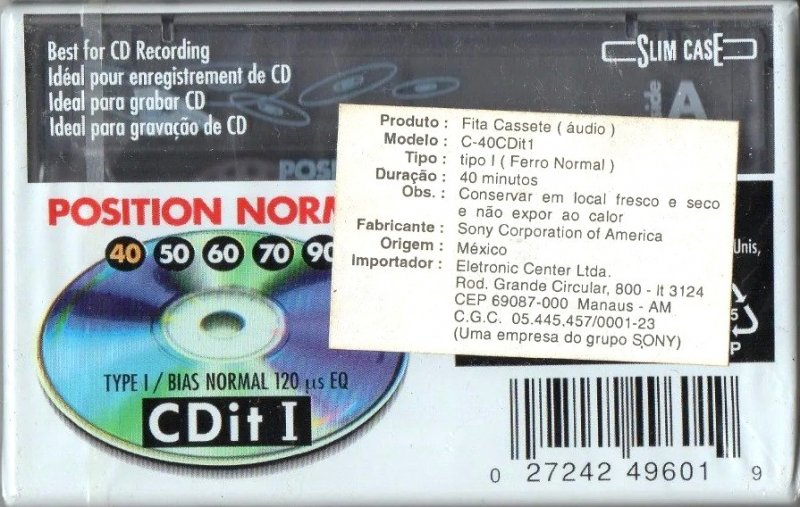 Best for CD Recording
Idéal pour enregistrement de CD
Ideal para grabar CD
Ideal para gravação de CD
SLIM CASE
side A
POSITION
POSITION NORM
40 50 60 70 90
Produto : Fita Cassete ( áudio )
Modelo : C-40CDit1
Tipo : tipo I ( Ferro Normal )
Duração : 40 minutos
Obs. : Conservar em local fresco e seco
e não expor ao calor
Fabricante : Sony Corporation of America
Origem : México
Importador : Eletronic Center Ltda.
Rod. Grande Circular, 800 - lt 3124
CEP 69087-000 Manaus - AM
C.G.C. 05.445.457/0001-23
(Uma empresa do grupo SONY)
Unis,
5
P
TYPE I / BIAS NORMAL 120 µs EQ
CDit I
0 27242 49601 9